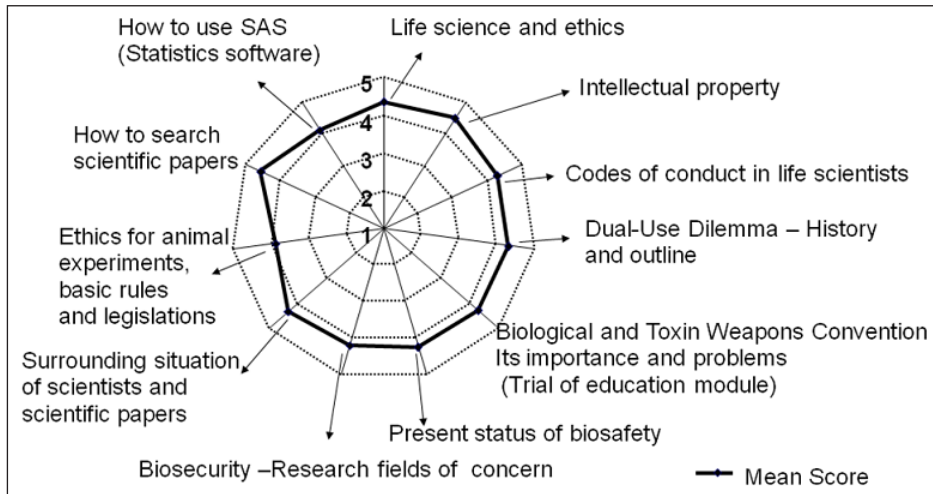 How to use SAS
(Statistics software)
Life science and ethics
Intellectual property
5
4
3
2
1
How to search
scientific papers
Codes of conduct in life scientists
Ethics for animal
experiments,
basic rules
and legislations
Dual-Use Dilemma – History
and outline
Biological and Toxin Weapons Convention
Its importance and problems
(Trial of education module)
Surrounding situation
of scientists and
scientific papers
Present status of biosafety
Biosecurity –Research fields of concern
Mean Score